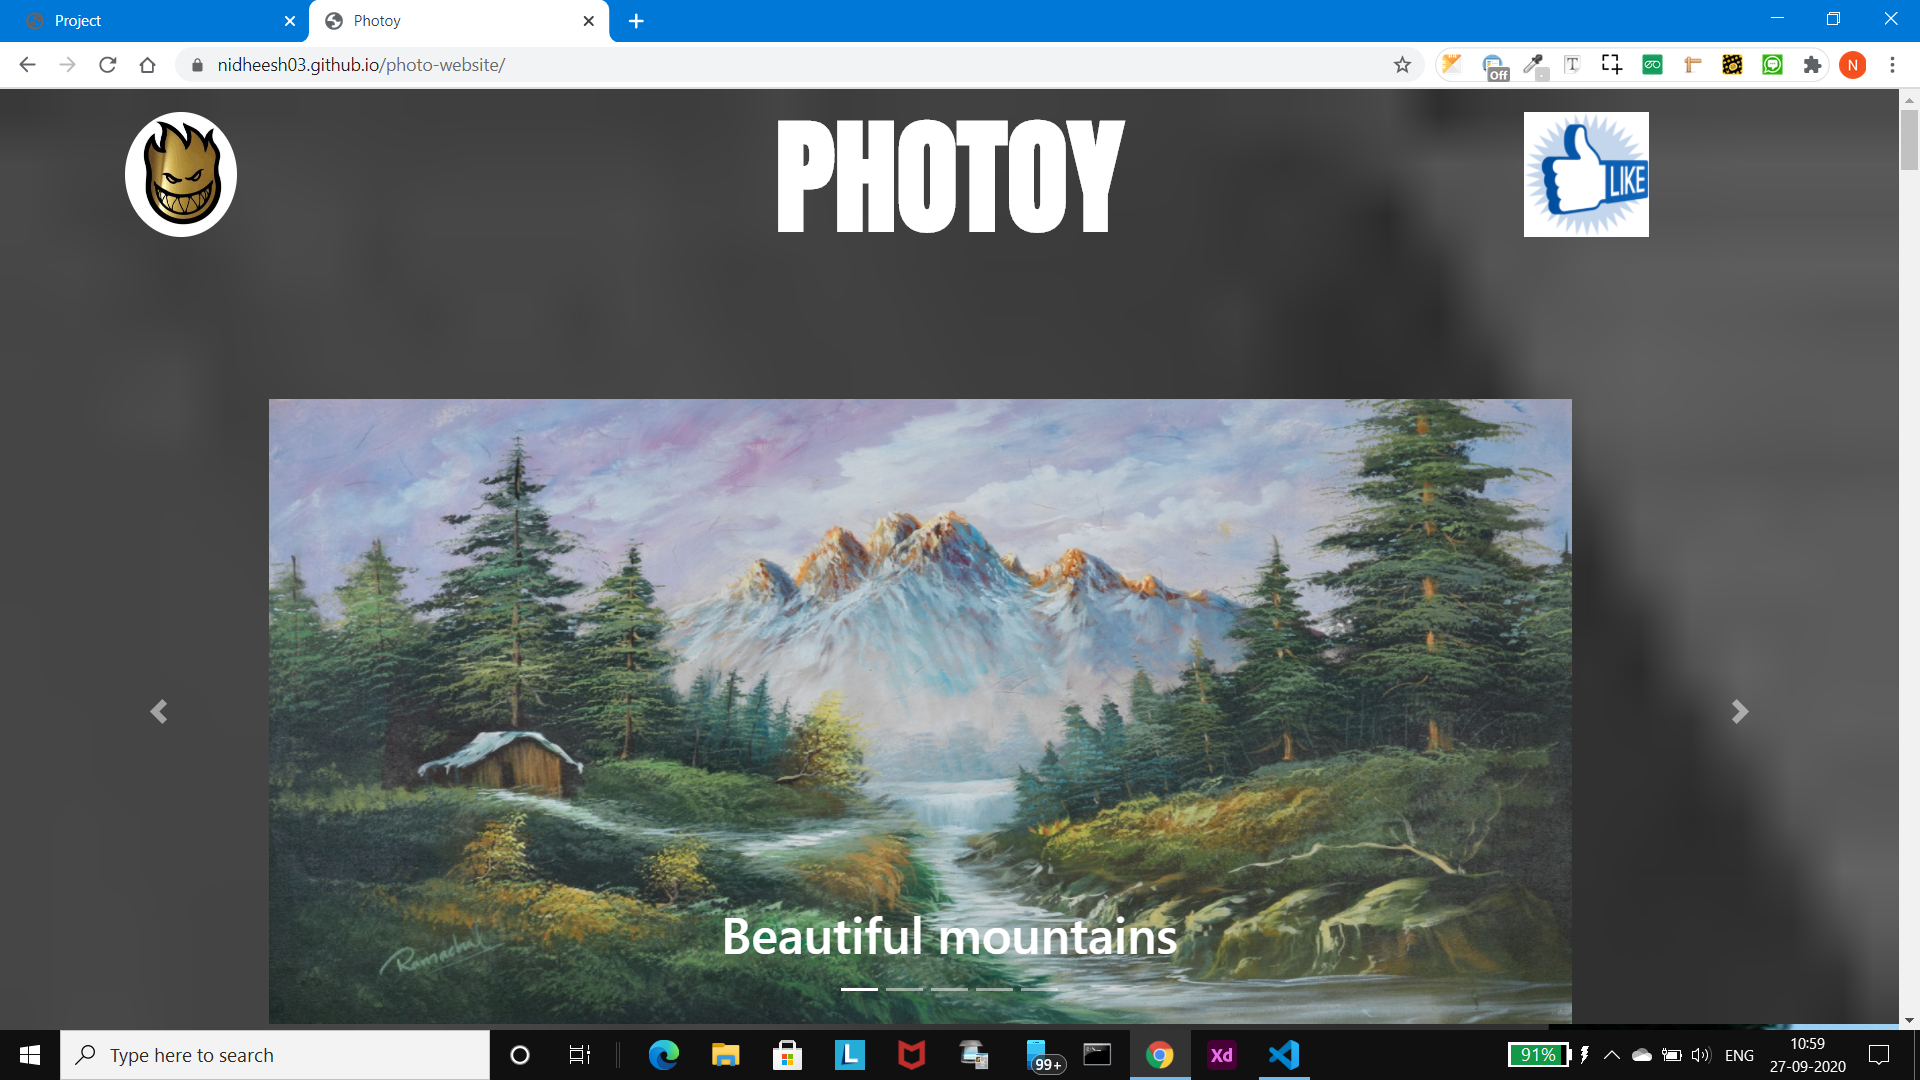 Project
Photoy
nidheesh03.github.io/photo-website/
Off
T
N
PHOTOY
LIKE
Beautiful mountains
Type here to search
L
99+
Xd
91%
ENG
10:59
27-09-2020